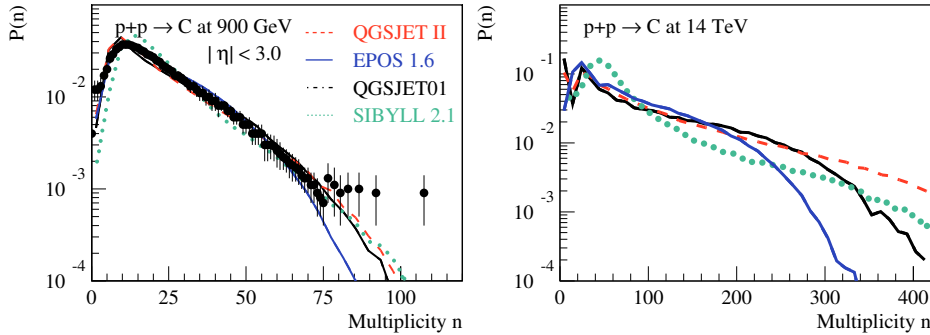 P(n)
p+p → C at 900 GeV
| η | < 3.0
QGSJET II
EPOS 1.6
QGSJET01
SIBYLL 2.1
10 -2
10 -3
10 -4
0 25 50 75 100
Multiplicity n
P(n)
p+p → C at 14 TeV
1
10 -1
10 -2
10 -3
10 -4
0 100 200 300 400
Multiplicity n